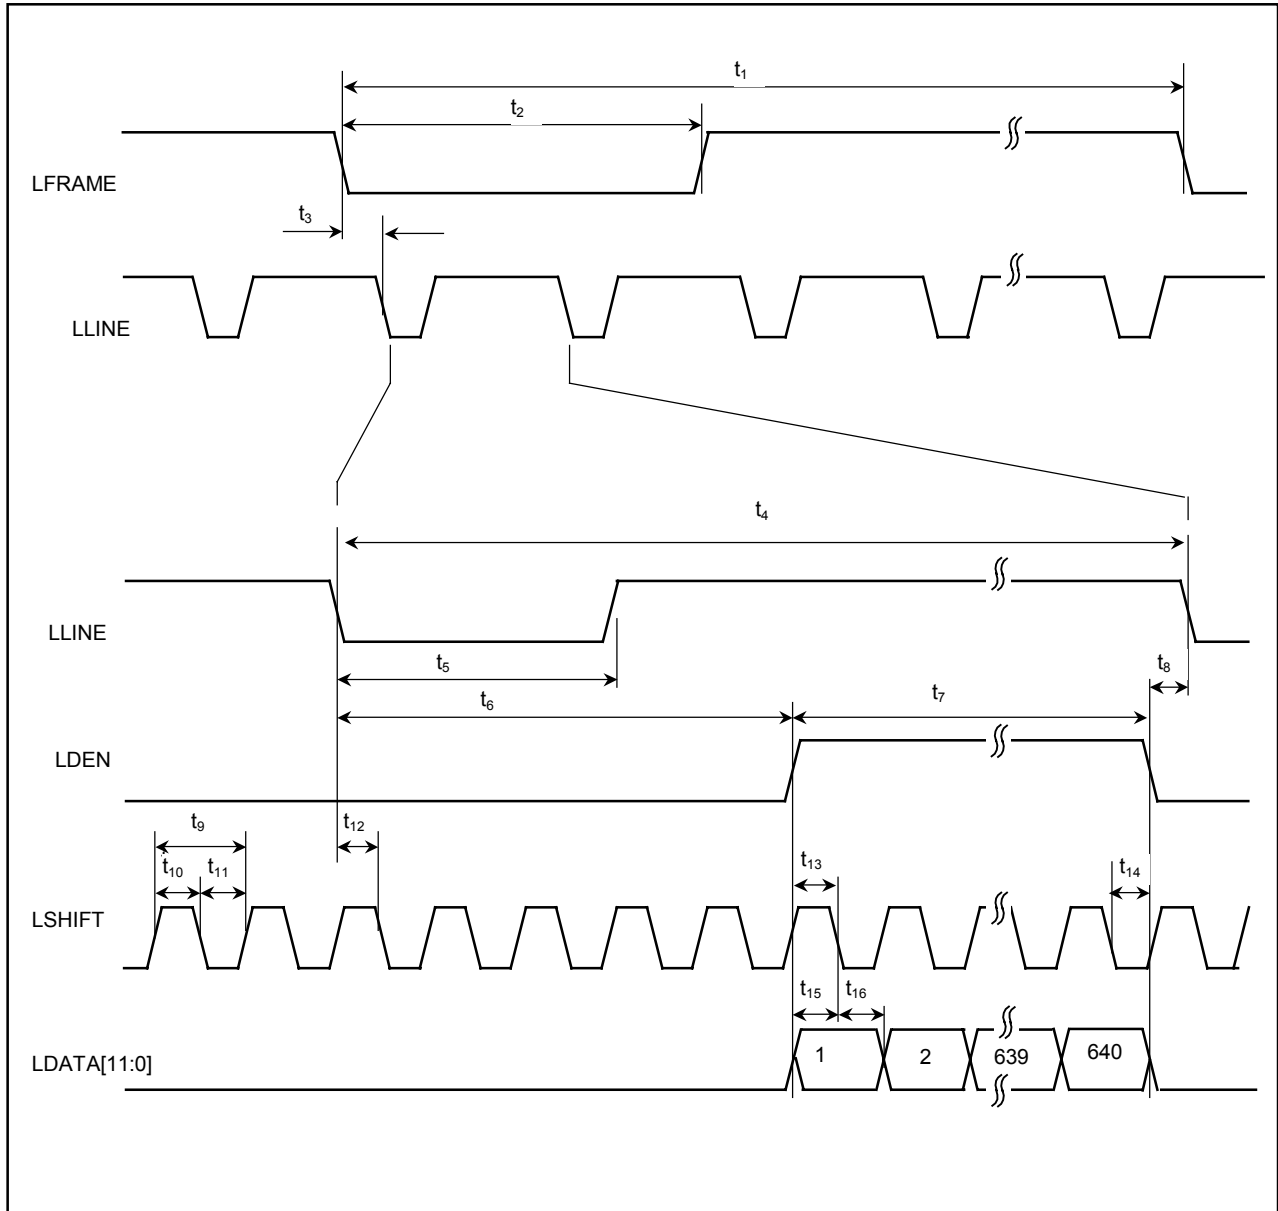 t1
t2
LFRAME
t3
LLINE
t4
LLINE
t5
t8
t6
t7
LDEN
t9
t12
t10
t11
t13
t14
LSHIFT
t15
t16
LDATA[11:0]
1
2
639
640